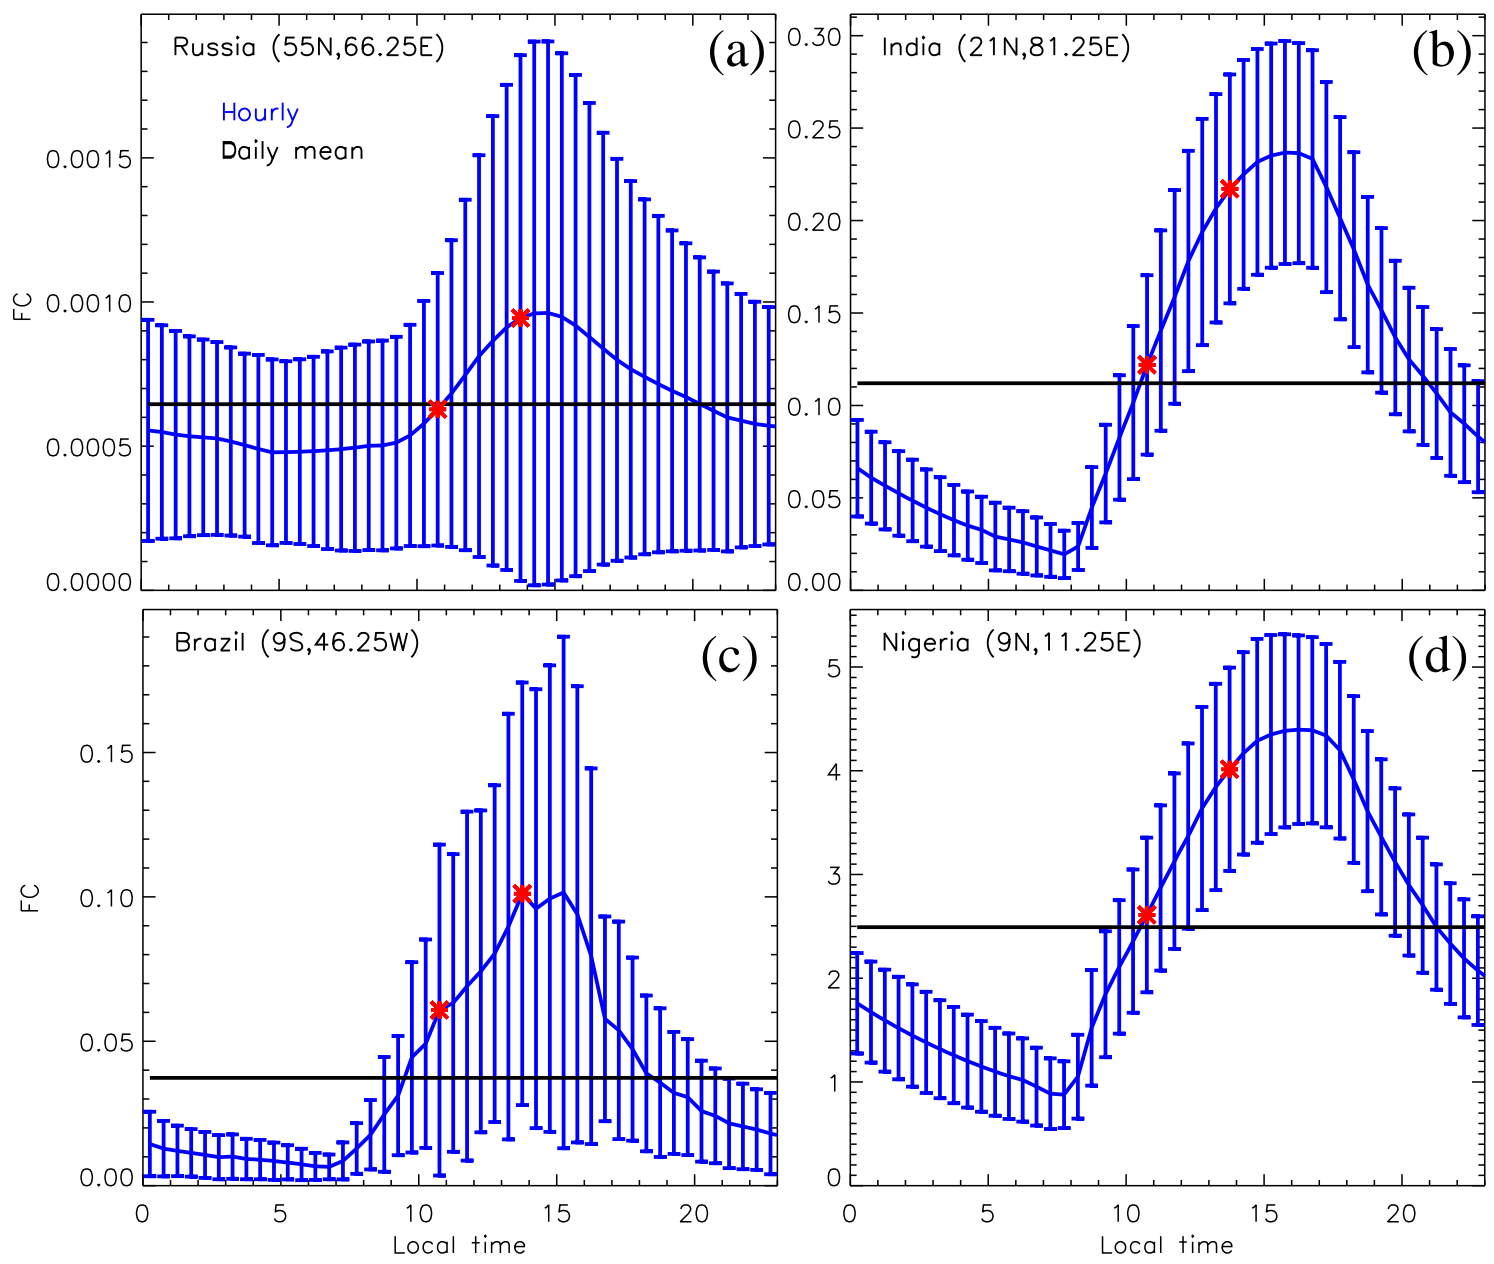 Russia (55N,66.25E)
(a)
Hourly
Daily mean
0.0015
0.0010
0.0005
0.0000
FC
India (21N,81.25E)
(b)
0.30
0.25
0.20
0.15
0.10
0.05
0.00
Brazil (9S,46.25W)
(c)
0.15
0.10
0.05
0.00
FC
0 5 10 15 20
Local time
Nigeria (9N,11.25E)
(d)
5
4
3
2
1
0
0 5 10 15 20
Local time